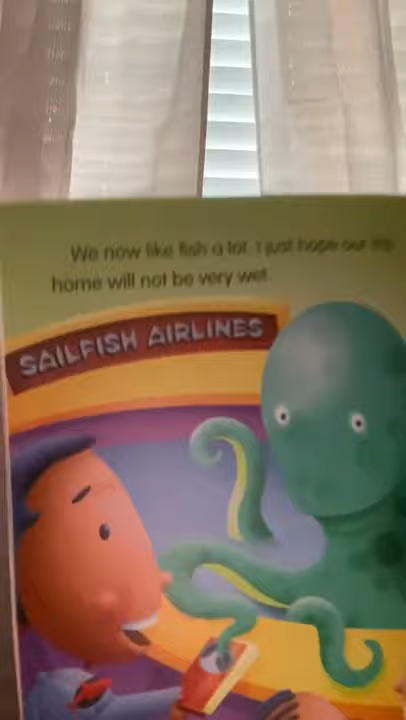 We now like fish a lot. I just hope our trip
home will not be very wet.
SAILFISH AIRLINES